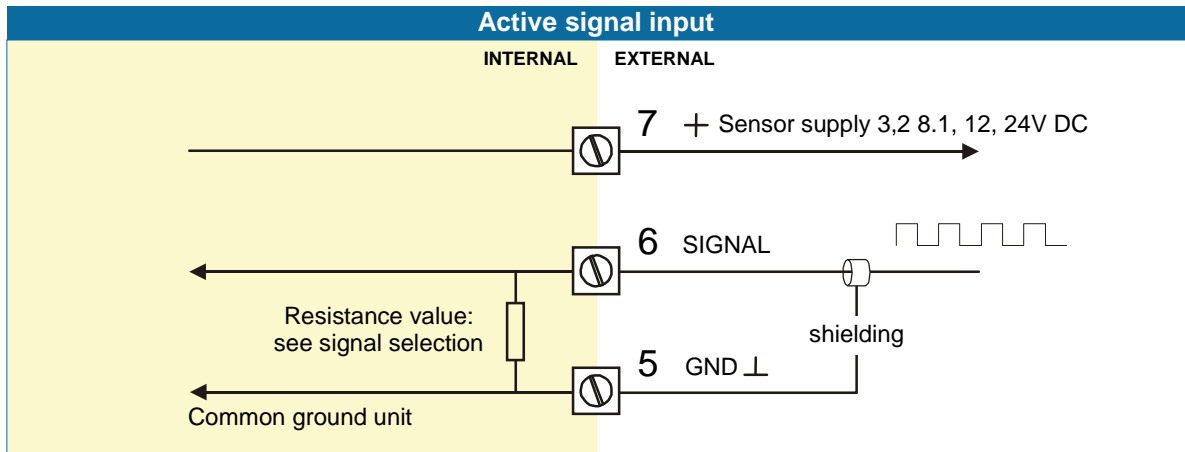 Active signal input
INTERNAL EXTERNAL
7 + Sensor supply 3,2 8.1, 12, 24V DC
6 SIGNAL
Resistance value:
see signal selection
shielding
5 GND ⊥
Common ground unit